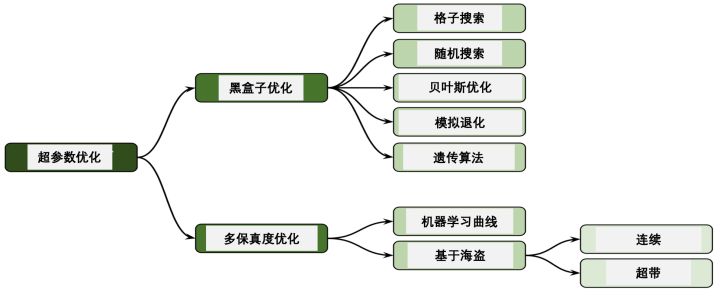 超参数优化
黑盒子优化
格子搜索
随机搜索
贝叶斯优化
模拟退化
遗传算法
多保真度优化
机器学习曲线
基于海盗
连续
超带